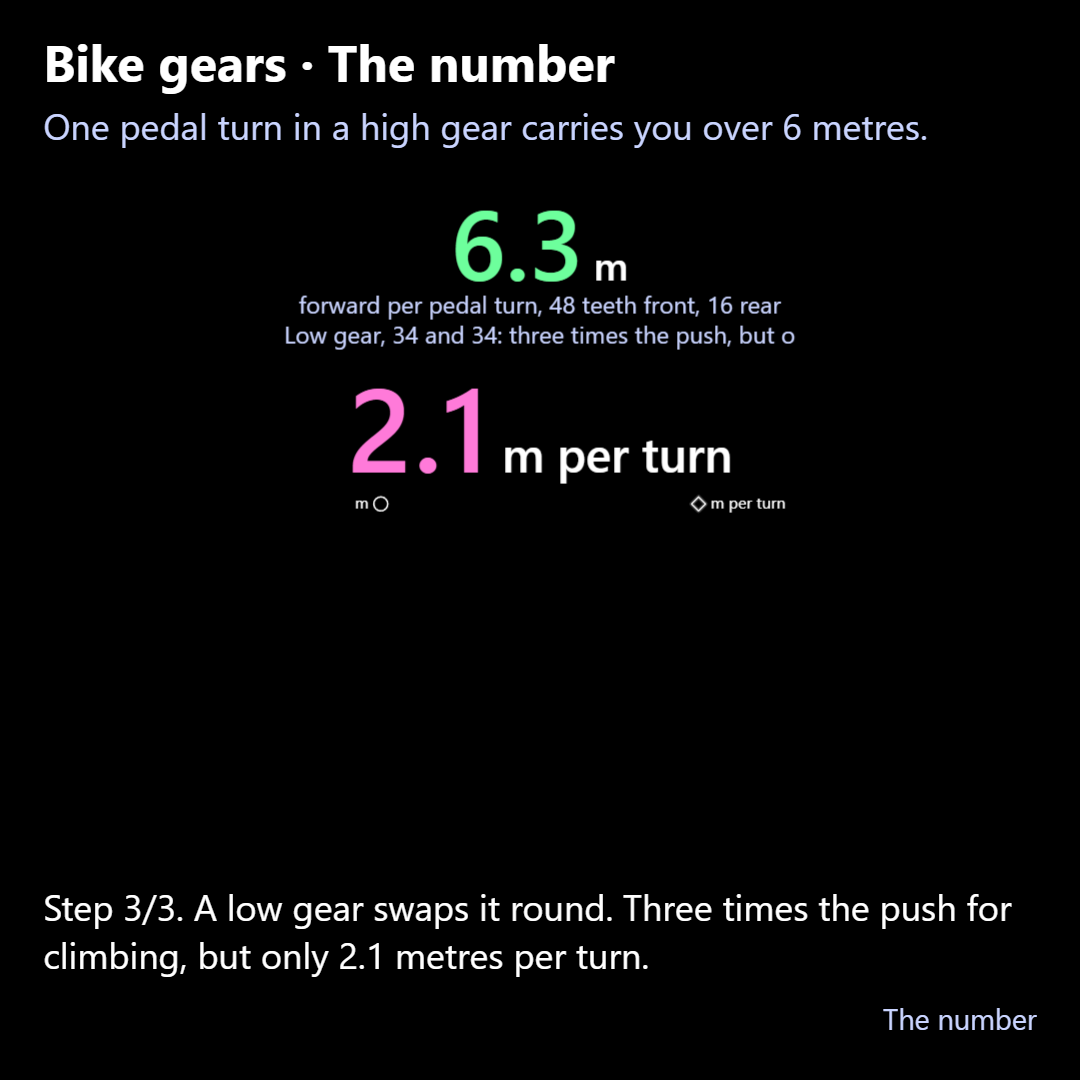 Bike gears · The number
One pedal turn in a high gear carries you over 6 metres.
6.3 m
forward per pedal turn, 48 teeth front, 16 rear
Low gear, 34 and 34: three times the push, but o
2.1 m per turn
m
m per turn
Step 3/3. A low gear swaps it round. Three times the push for
climbing, but only 2.1 metres per turn.
The number